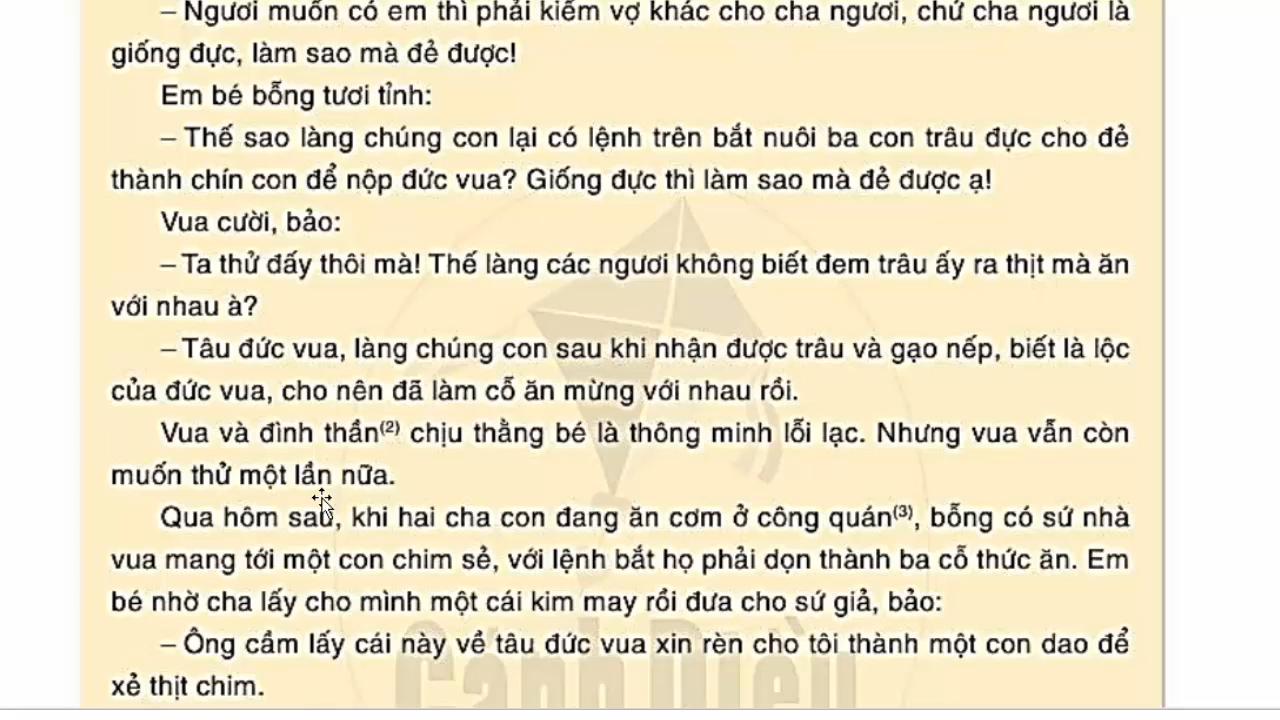 – Ngươi muốn có em thì phải kiếm vợ khác cho cha ngươi, chứ cha ngươi là
giống đực, làm sao mà đẻ được!
Em bé bỗng tươi tỉnh:
– Thế sao làng chúng con lại có lệnh trên bắt nuôi ba con trâu đực cho đẻ
thành chín con để nộp đức vua? Giống đực thì làm sao mà đẻ được ạ!
Vua cười, bảo:
– Ta thử đấy thôi mà! Thế làng các ngươi không biết đem trâu ấy ra thịt mà ăn
với nhau à?
– Tâu đức vua, làng chúng con sau khi nhận được trâu và gạo nếp, biết là lộc
của đức vua, cho nên đã làm cỗ ăn mừng với nhau rồi.
Vua và đình thần(2) chịu thằng bé là thông minh lỗi lạc. Nhưng vua vẫn còn
muốn thử một lần nữa.
Qua hôm sau, khi hai cha con đang ăn cơm ở công quán(3), bỗng có sứ nhà
vua mang tới một con chim sẻ, với lệnh bắt họ phải dọn thành ba cỗ thức ăn. Em
bé nhờ cha lấy cho mình một cái kim may rồi đưa cho sứ giả, bảo:
– Ông cầm lấy cái này về tâu đức vua xin rèn cho tôi thành một con dao để
xẻ thịt chim.
Cánh Diều